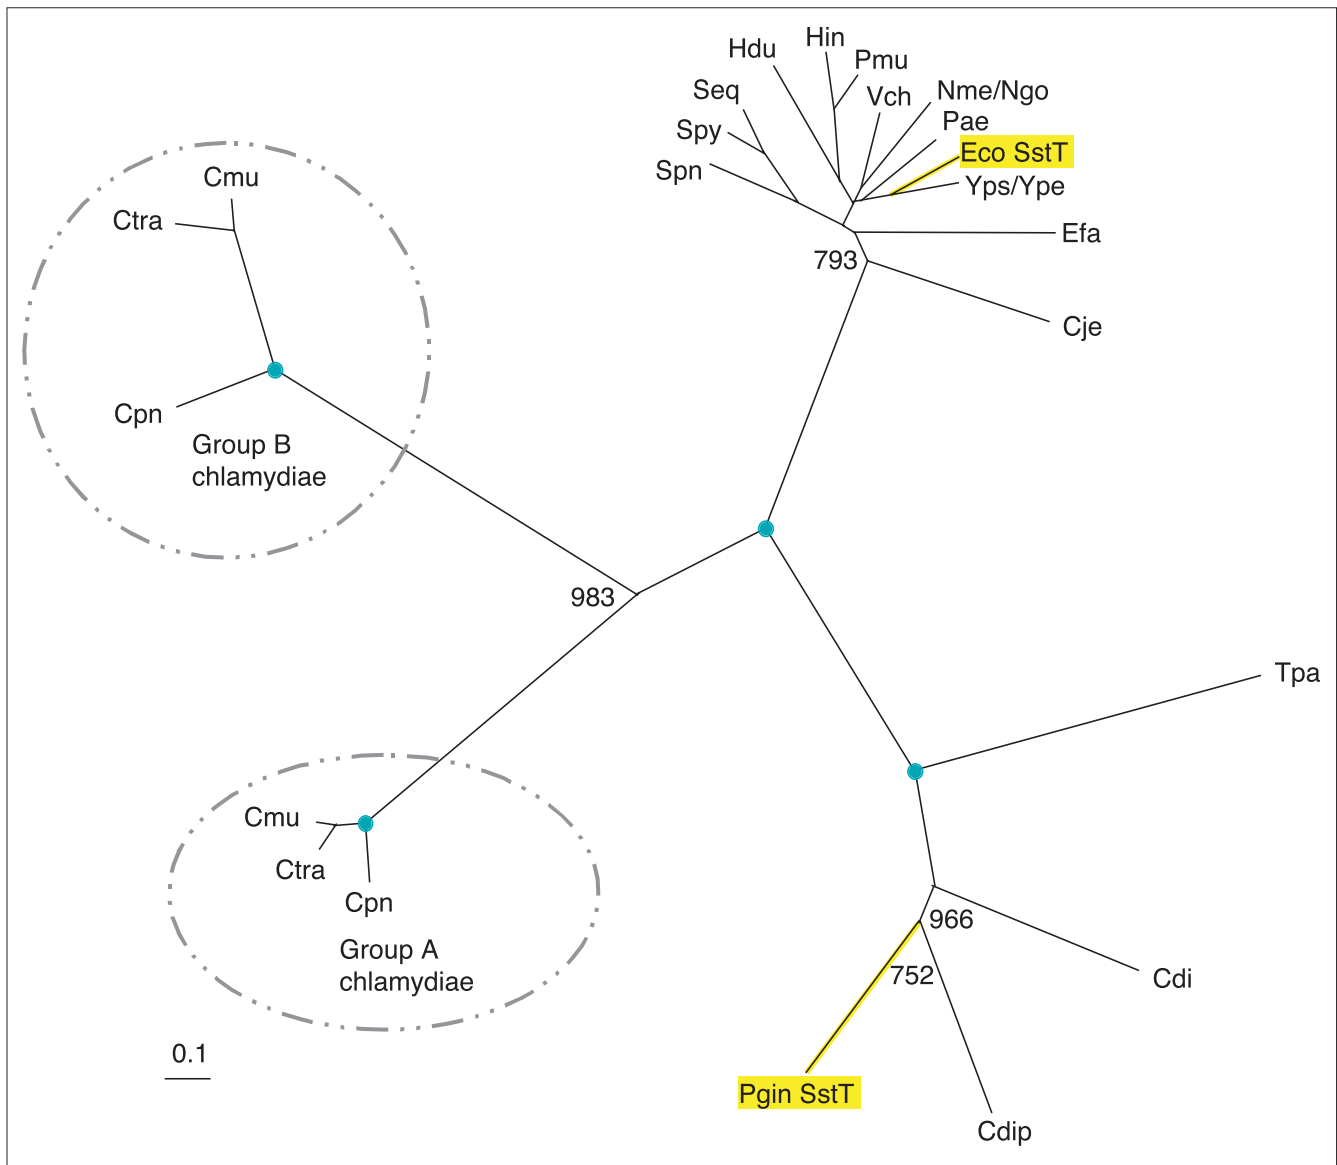 Hin
Hdu
Pmu
Seq
Vch
Nme/Ngo
Spy
Pae
Eco SstT
Spn
Yps/Ype
Cmu
Ctra
Efa
793
Cje
Cpn
Group B
chlamydiae
983
Tpa
Cmu
Ctra
Cpn
966
Group A
chlamydiae
752
Cdi
0.1
Pgin SstT
Cdip